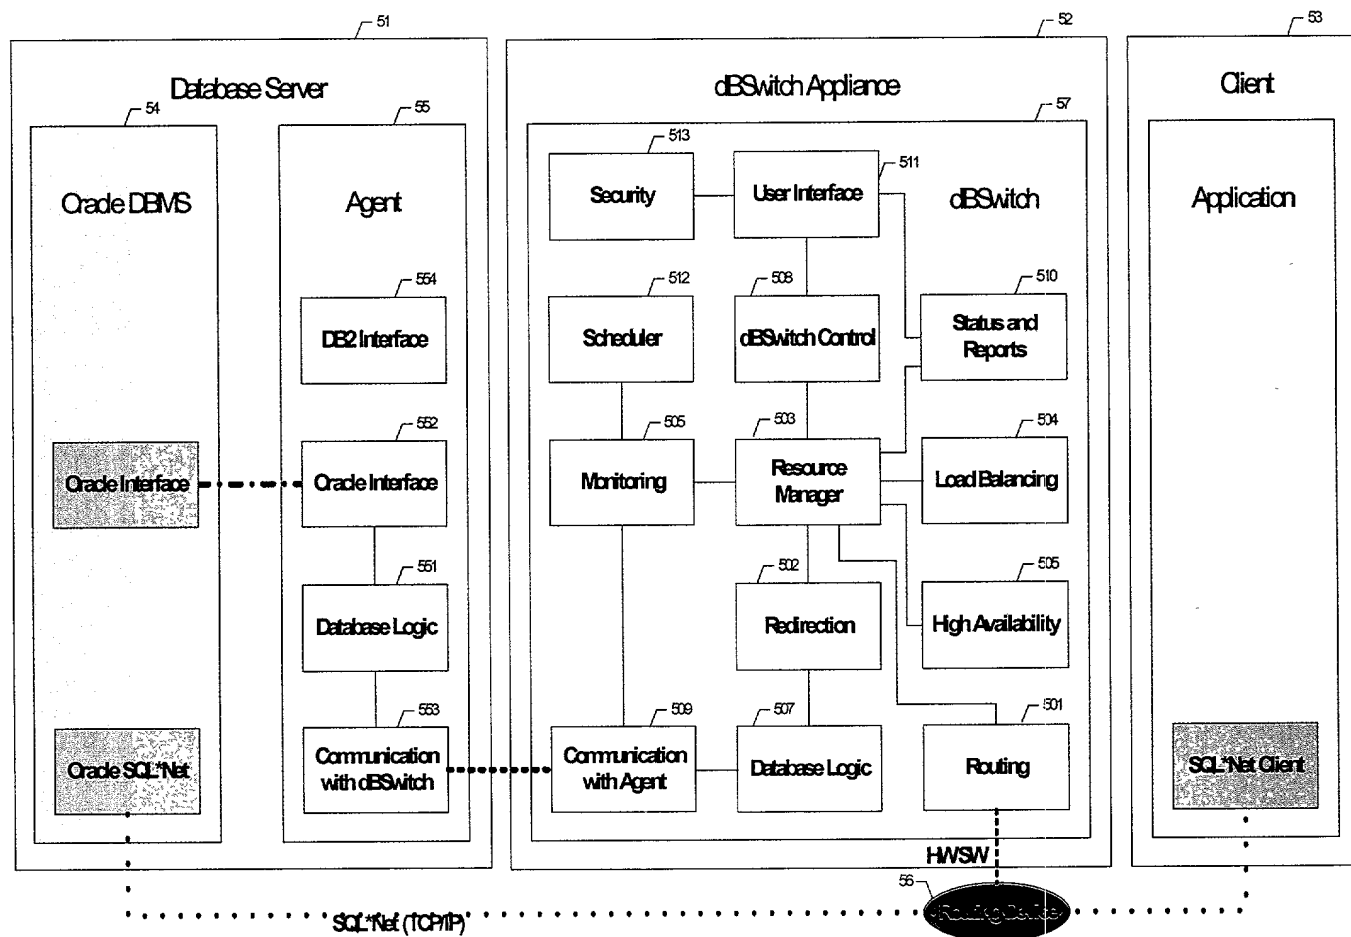 51
52
53
Database Server
dBSwitch Appliance
Client
54
55
57
513
511
Oracle DBMS
Agent
Security
User Interface
dBSwitch
Application
554
512
508
510
DB2 Interface
Scheduler
dBSwitch Control
Status and
Reports
552
505
503
504
Oracle Interface
Oracle Interface
Monitoring
Resource
Manager
Load Balancing
551
502
505
Database Logic
Redirection
High Availability
553
509
507
501
Oracle SQL*Net
Communication
with dBSwitch
Communication
with Agent
Database Logic
Routing
SQL*Net Client
HWSW
56
Routing Device
SQL*Net (TCP/IP)